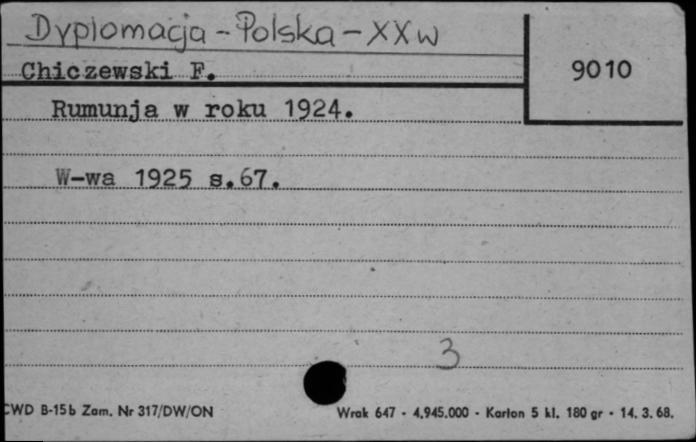 Dyplomacja - Polska - XX w
Chiczewski F.
9010
Rumunja w roku 1924.
W-wa 1925 s.67.
3
CWD B-15b Zam. Nr 317/DW/ON
Wrak 647 - 4.945.000 - Karton 5 kl. 180 gr - 14. 3. 68.